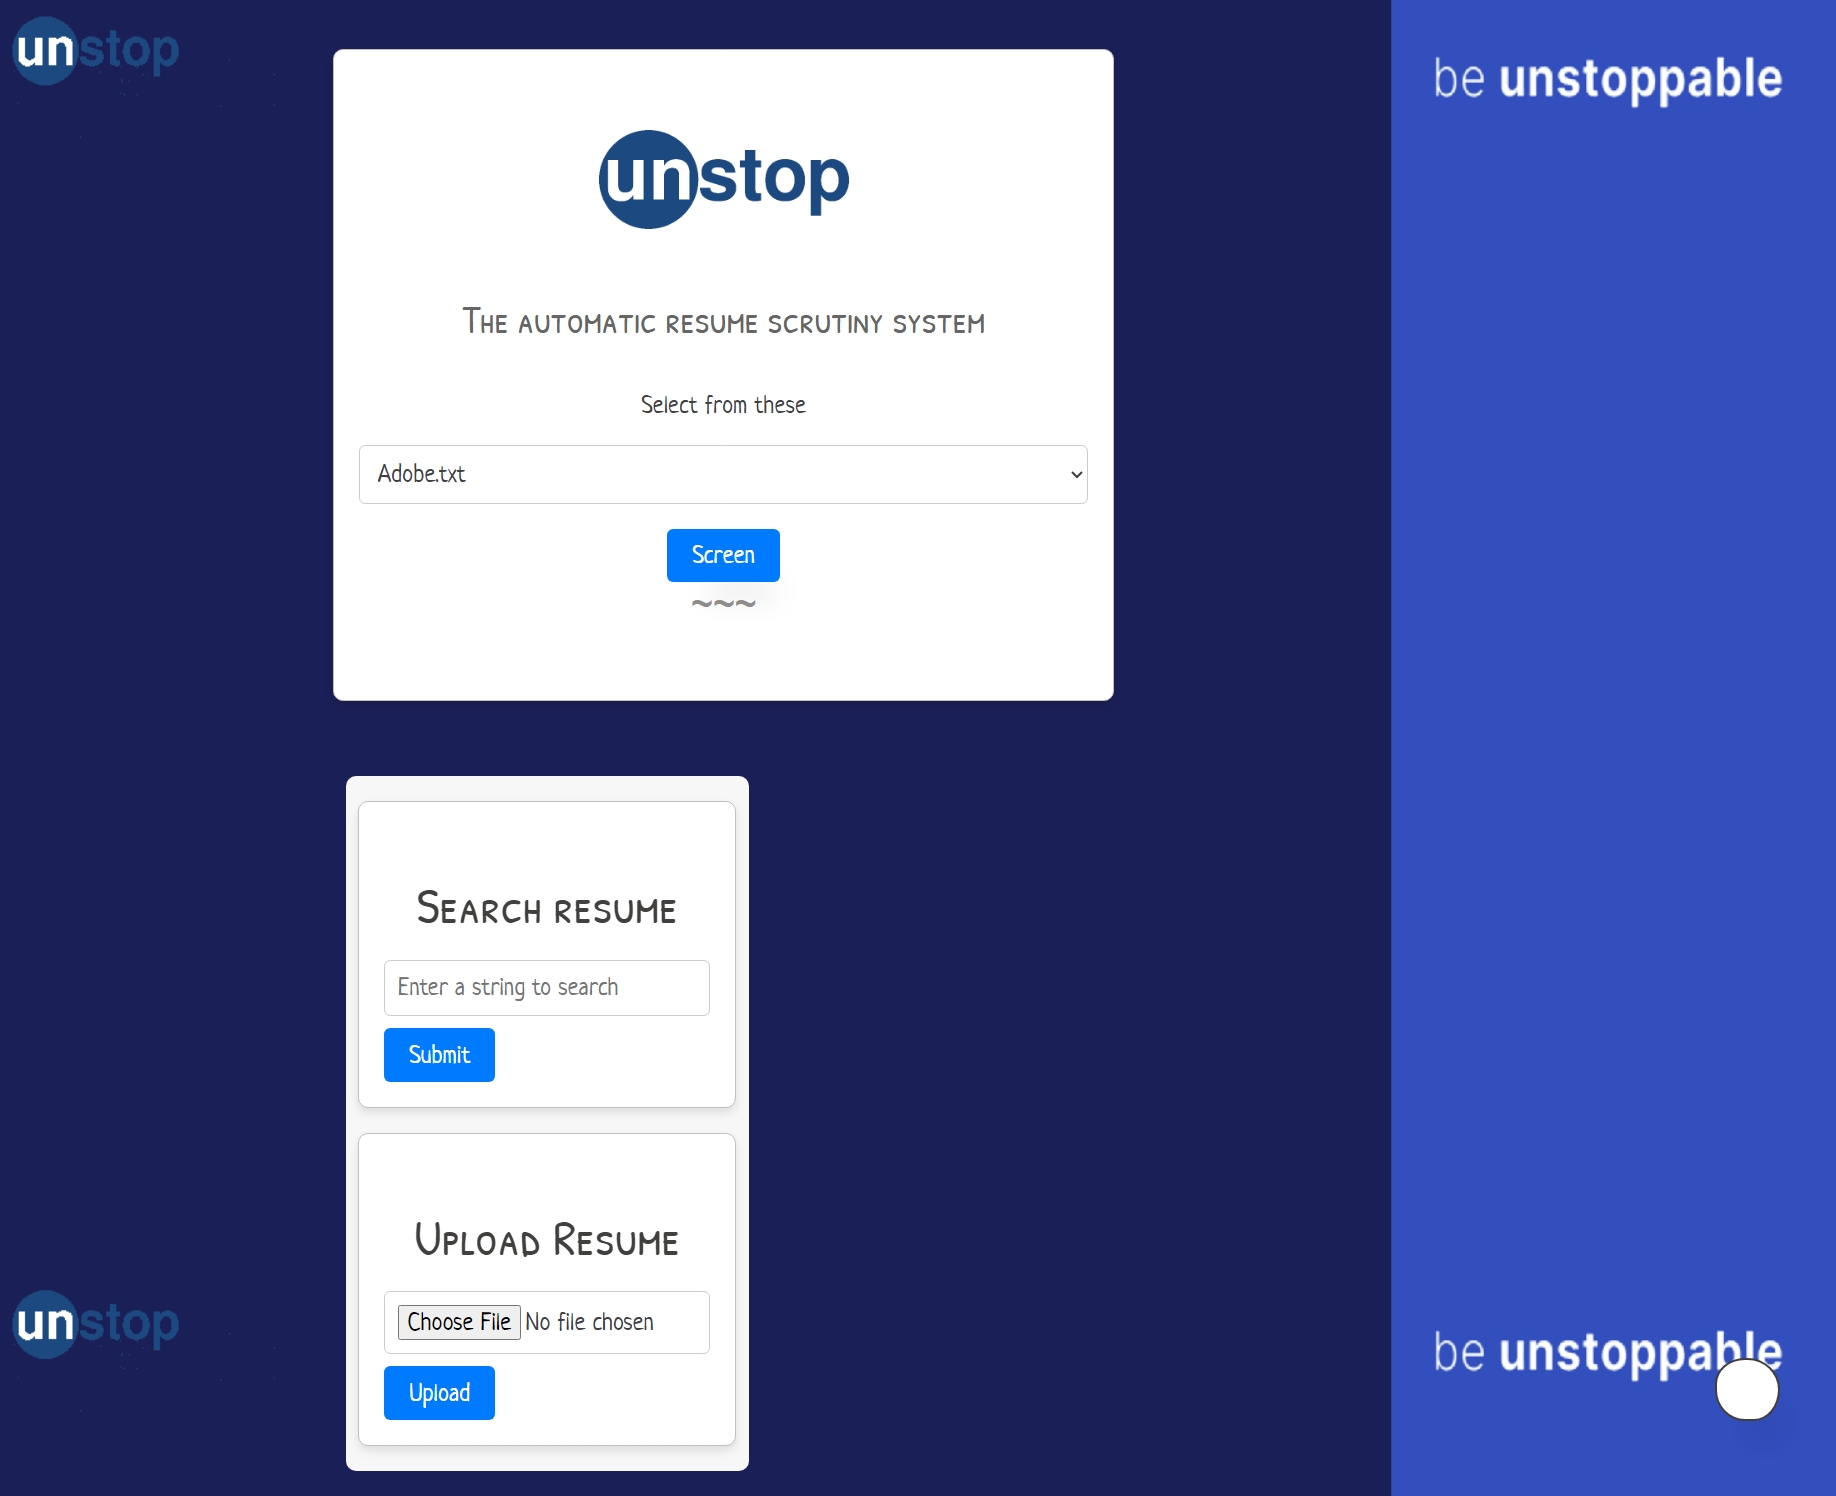 unstop
be unstoppable
unstop
The automatic resume scrutiny system
Select from these
Adobe.txt
Screen
~~~
Search resume
Enter a string to search
Submit
Upload Resume
Choose File No file chosen
Upload
unstop
be unstoppable